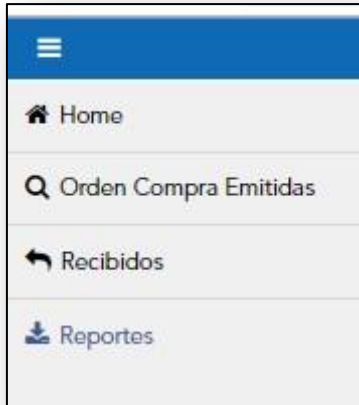 Home
Orden Compra Emitidas
Recibidos
Reportes